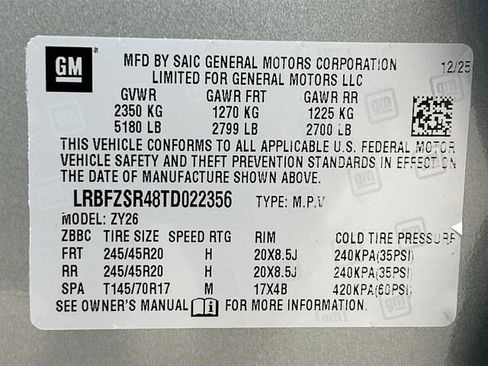 GM
MFD BY SAIC GENERAL MOTORS CORPORATION
LIMITED FOR GENERAL MOTORS LLC
12/25
GVWR GAWR FRT GAWR RR
2350 KG 1270 KG 1225 KG
5180 LB 2799 LB 2700 LB
THIS VEHICLE CONFORMS TO ALL APPLICABLE U.S. FEDERAL MOTOR
VEHICLE SAFETY AND THEFT PREVENTION STANDARDS IN EFFECT ON
THE DATE OF MANUFACTURE SHOWN ABOVE.
LRBFZSR48TD022356 TYPE: M.P.V
MODEL: ZY26
ZBBC TIRE SIZE SPEED RTG RIM COLD TIRE PRESSURE
FRT 245/45R20 H 20X8.5J 240KPA(35PSI)
RR 245/45R20 H 20X8.5J 240KPA(35PSI)
SPA T145/70R17 M 17X4B 420KPA(60PSI)
SEE OWNER'S MANUAL i FOR MORE INFORMATION.